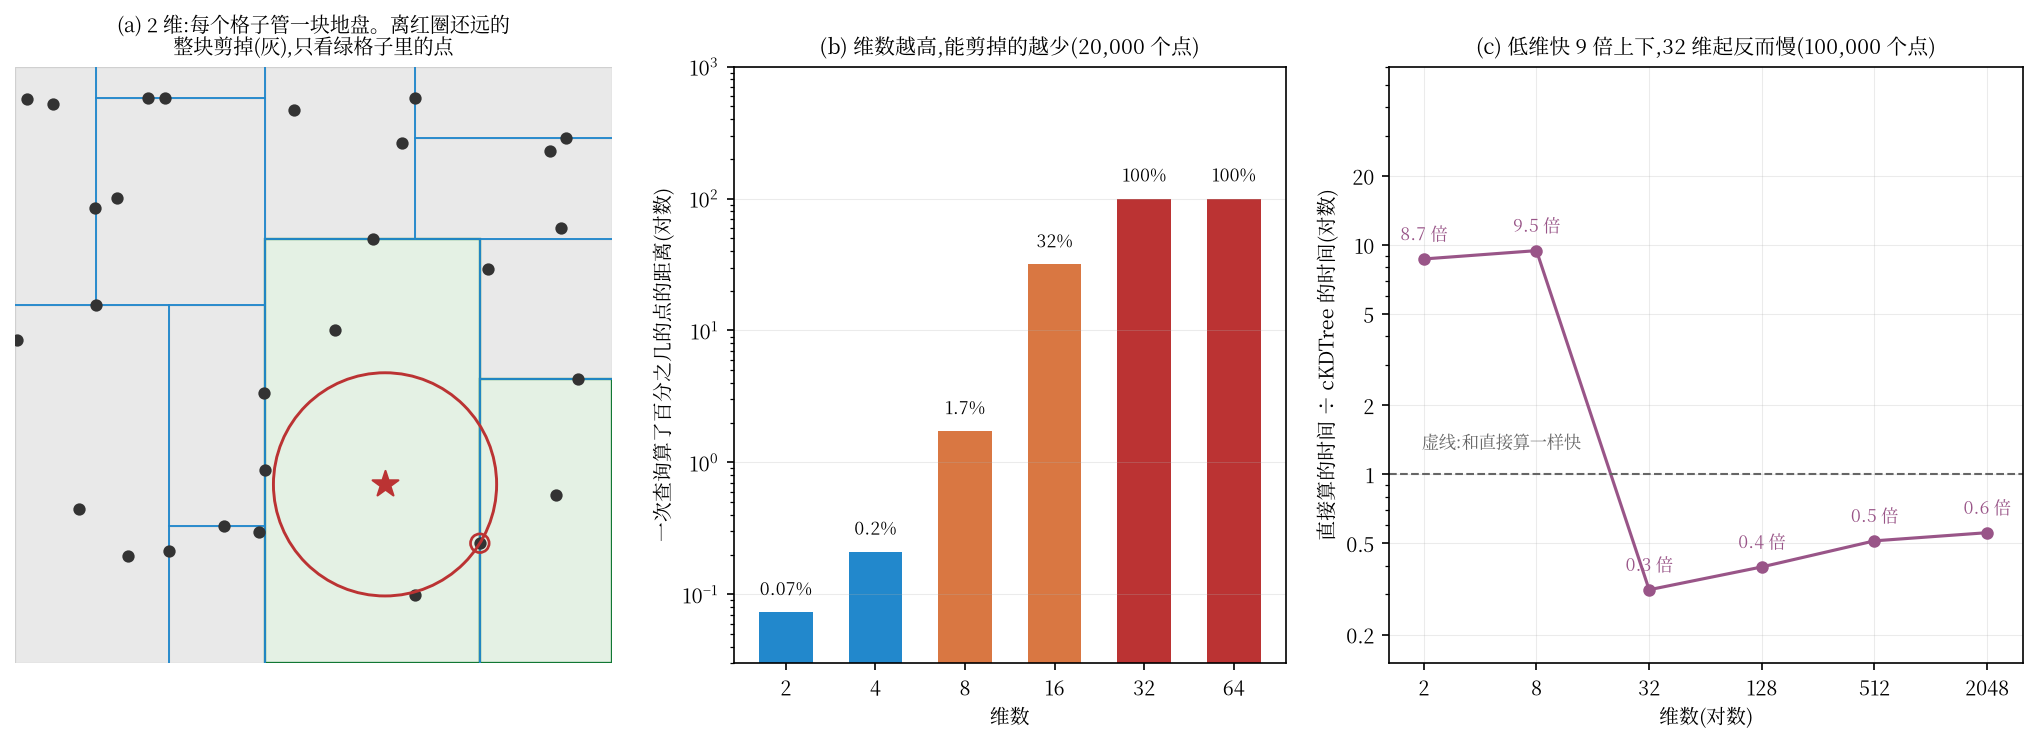 (a) 2 维:每个格子管一块地盘。离红圈还远的
整块剪掉(灰),只看绿格子里的点
(b) 维数越高,能剪掉的越少(20,000 个点)
一次查询算了百分之几的点的距离(对数)
10³
10²
10¹
10⁰
10⁻¹
0.07%
0.2%
1.7%
32%
100%
100%
2
4
8
16
32
64
维数
(c) 低维快 9 倍上下,32 维起反而慢(100,000 个点)
直接算的时间 ÷ cKDTree 的时间(对数)
20
10
5
2
1
0.5
0.2
8.7 倍
9.5 倍
虚线:和直接算一样快
0.3 倍
0.4 倍
0.5 倍
0.6 倍
2
8
32
128
512
2048
维数(对数)